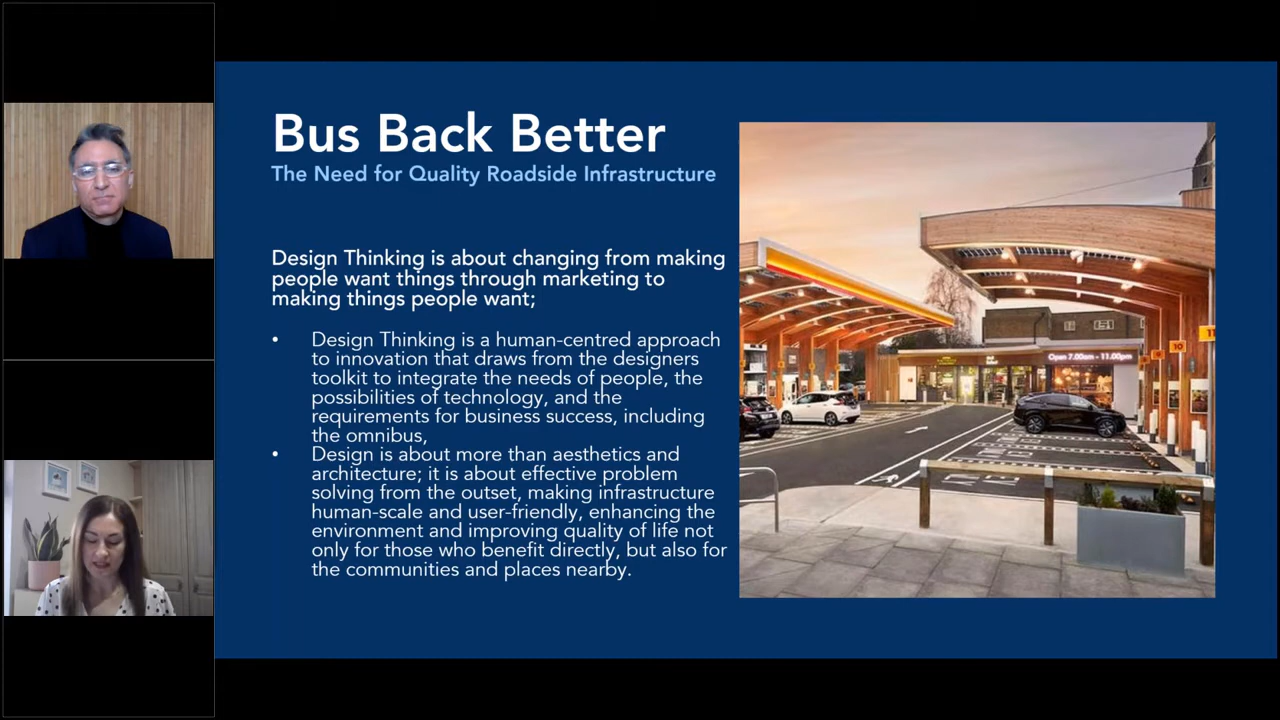 Bus Back Better
The Need for Quality Roadside Infrastructure
Design Thinking is about changing from making
people want things through marketing to
making things people want;
• Design Thinking is a human-centred approach
to innovation that draws from the designers
toolkit to integrate the needs of people, the
possibilities of technology, and the
requirements for business success, including
the omnibus,
• Design is about more than aesthetics and
architecture; it is about effective problem
solving from the outset, making infrastructure
human-scale and user-friendly, enhancing the
environment and improving quality of life not
only for those who benefit directly, but also for
the communities and places nearby.
Open 7.00am - 11.00pm
10